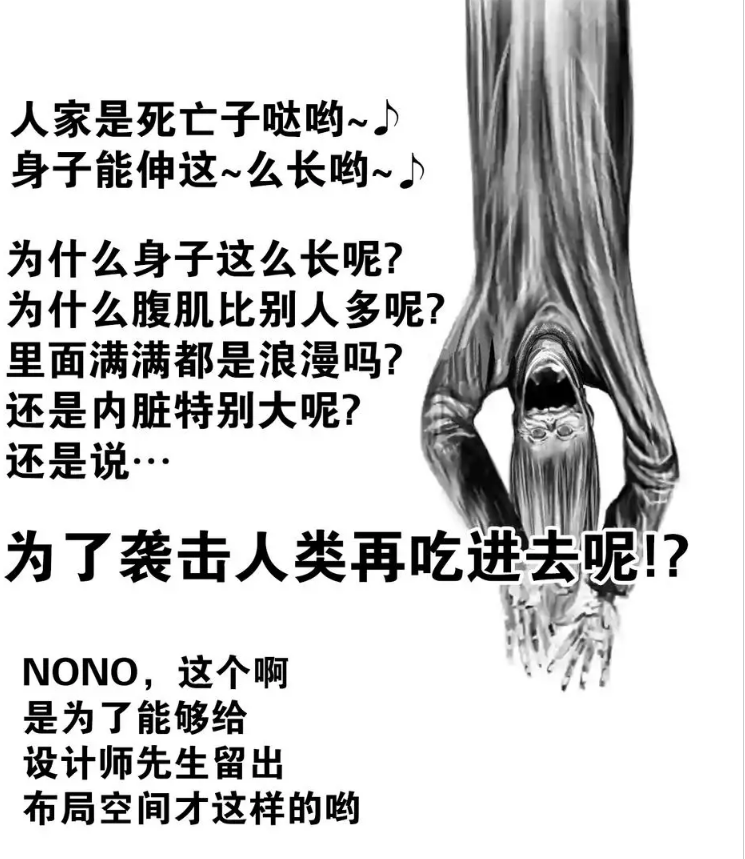 人家是死亡子哒哟~♪
身子能伸这~么长哟~♪
为什么身子这么长呢?
为什么腹肌比别人多呢?
里面满满都是浪漫吗?
还是内脏特别大呢?
还是说…
为了袭击人类再吃进去呢!?
NONO，这个啊
是为了能够给
设计师先生留出
布局空间才这样的哟